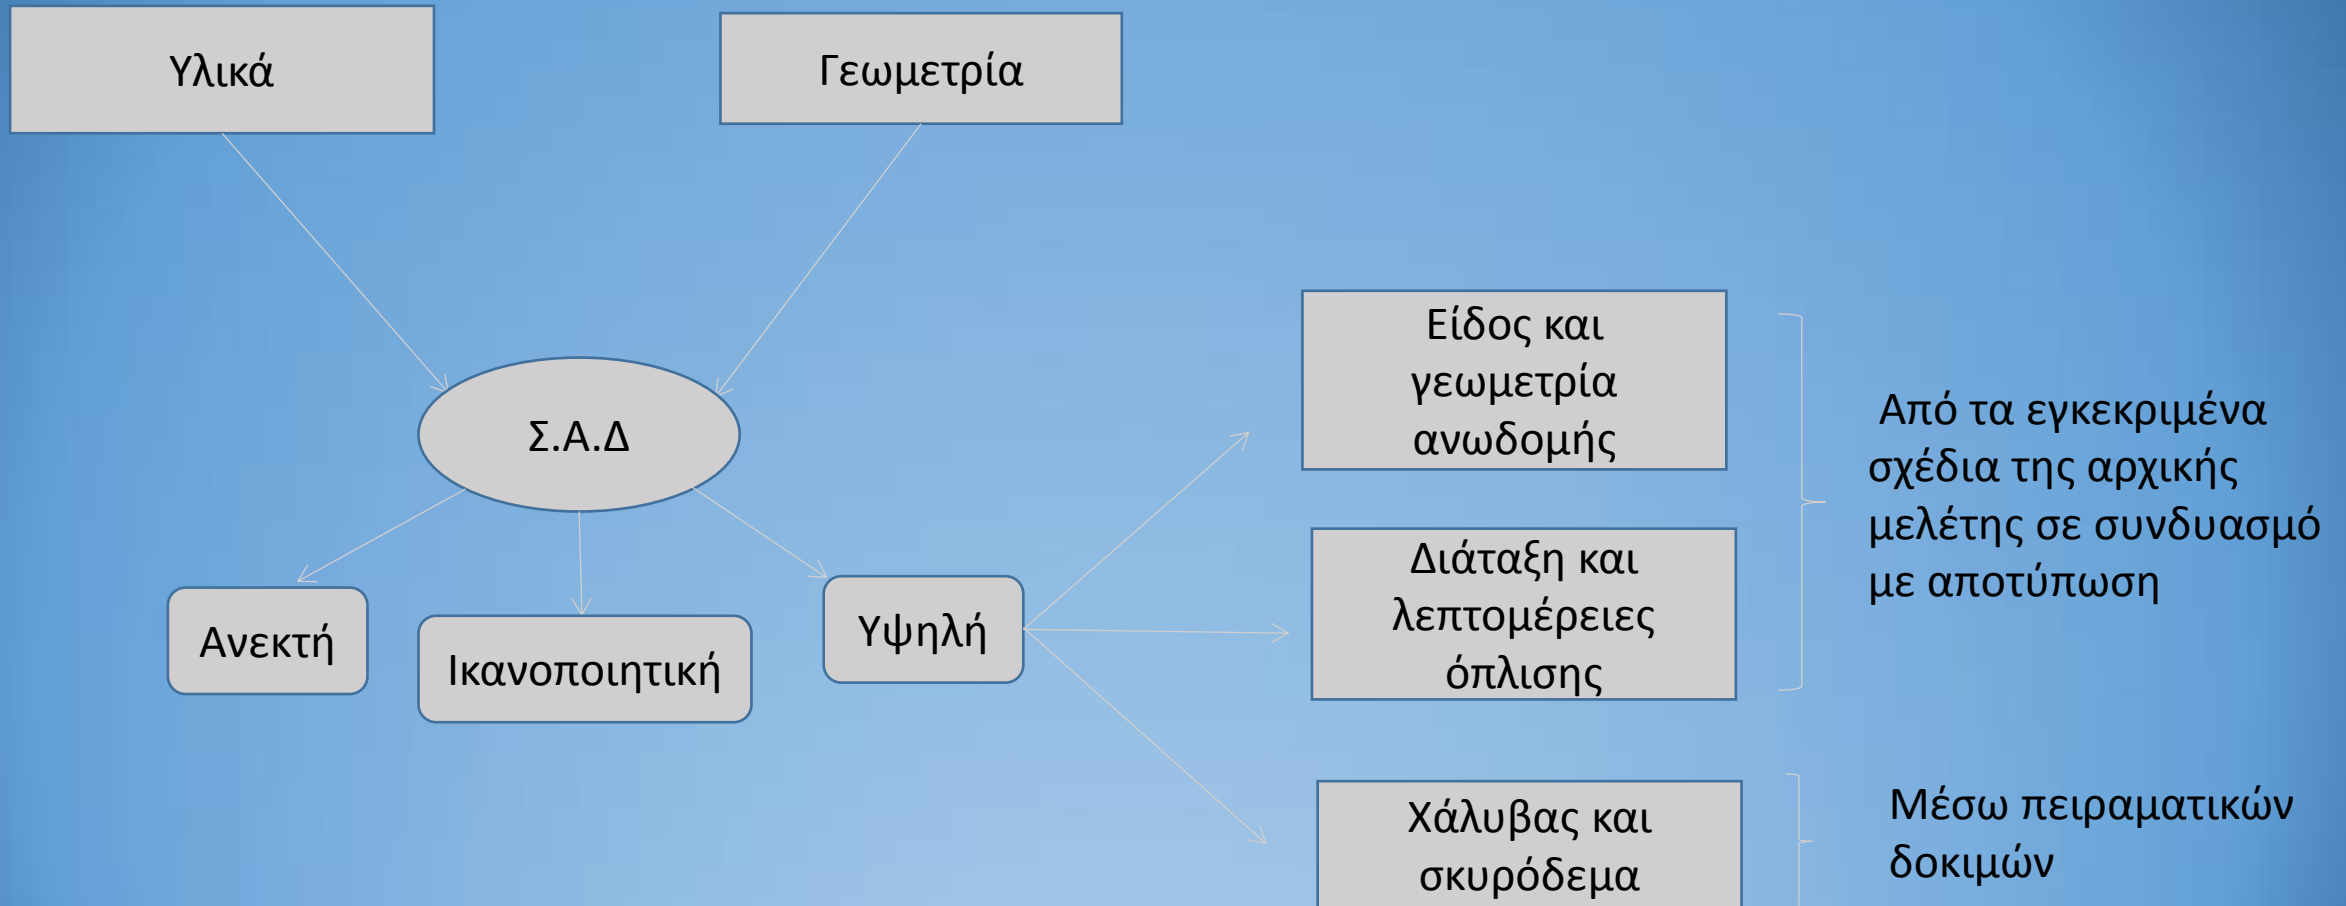 Υλικά
Γεωμετρία
Σ.Α.Δ
Ανεκτή
Ικανοποιητική
Υψηλή
Είδος και
γεωμετρία
ανωδομής
Διάταξη και
λεπτομέρειες
όπλισης
Χάλυβας και
σκυρόδεμα
Από τα εγκεκριμένα
σχέδια της αρχικής
μελέτης σε συνδυασμό
με αποτύπωση
Μέσω πειραματικών
δοκιμών